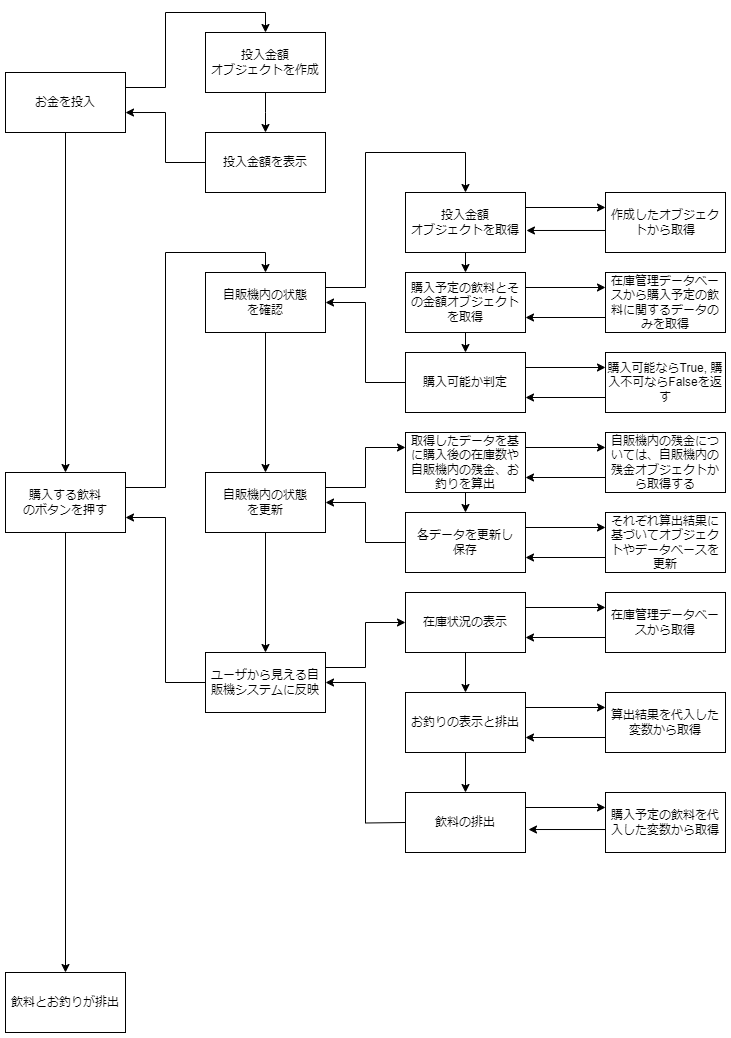 投入金額
オブジェクトを作成
お金を投入
投入金額を表示
投入金額
オブジェクトを取得
作成したオブジェク
トから取得
自販機内の状態
を確認
購入予定の飲料とそ
の金額オブジェクト
を取得
在庫管理データベー
スから購入予定の飲
料に関するデータの
みを取得
購入可能か判定
購入可能ならTrue, 購
入不可ならFalseを返
す
購入する飲料
のボタンを押す
自販機内の状態
を更新
取得したデータを基
に購入後の在庫数や
自販機内の残金、お
釣りを算出
自販機内の残金につ
いては、自販機内の
残金オブジェクトか
ら取得する
各データを更新し
保存
それぞれ算出結果に
基づいてオブジェク
トやデータベースを
更新
ユーザから見える自
販機システムに反映
在庫状況の表示
在庫管理データベー
スから取得
お釣りの表示と排出
算出結果を代入した
変数から取得
飲料の排出
購入予定の飲料を代
入した変数から取得
飲料とお釣りが排出